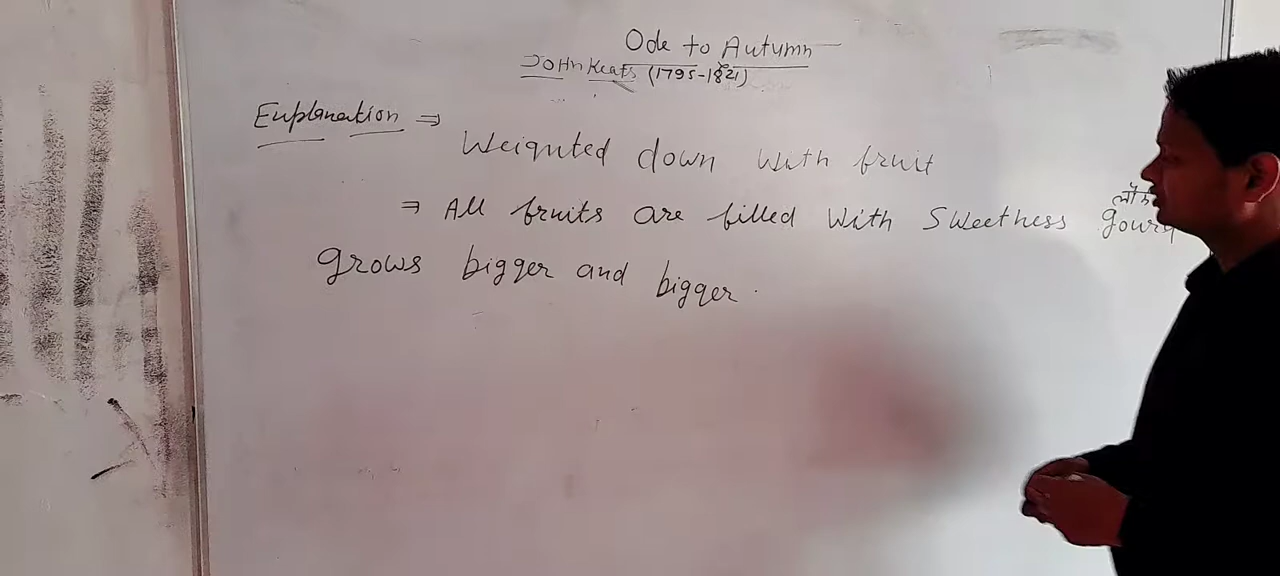 Ode to Autumn
John Keats (1795-1821)
Explanation ⇒
Weignted down with fruit
⇒ All fruits are filled with sweetness gourd
grows bigger and bigger.